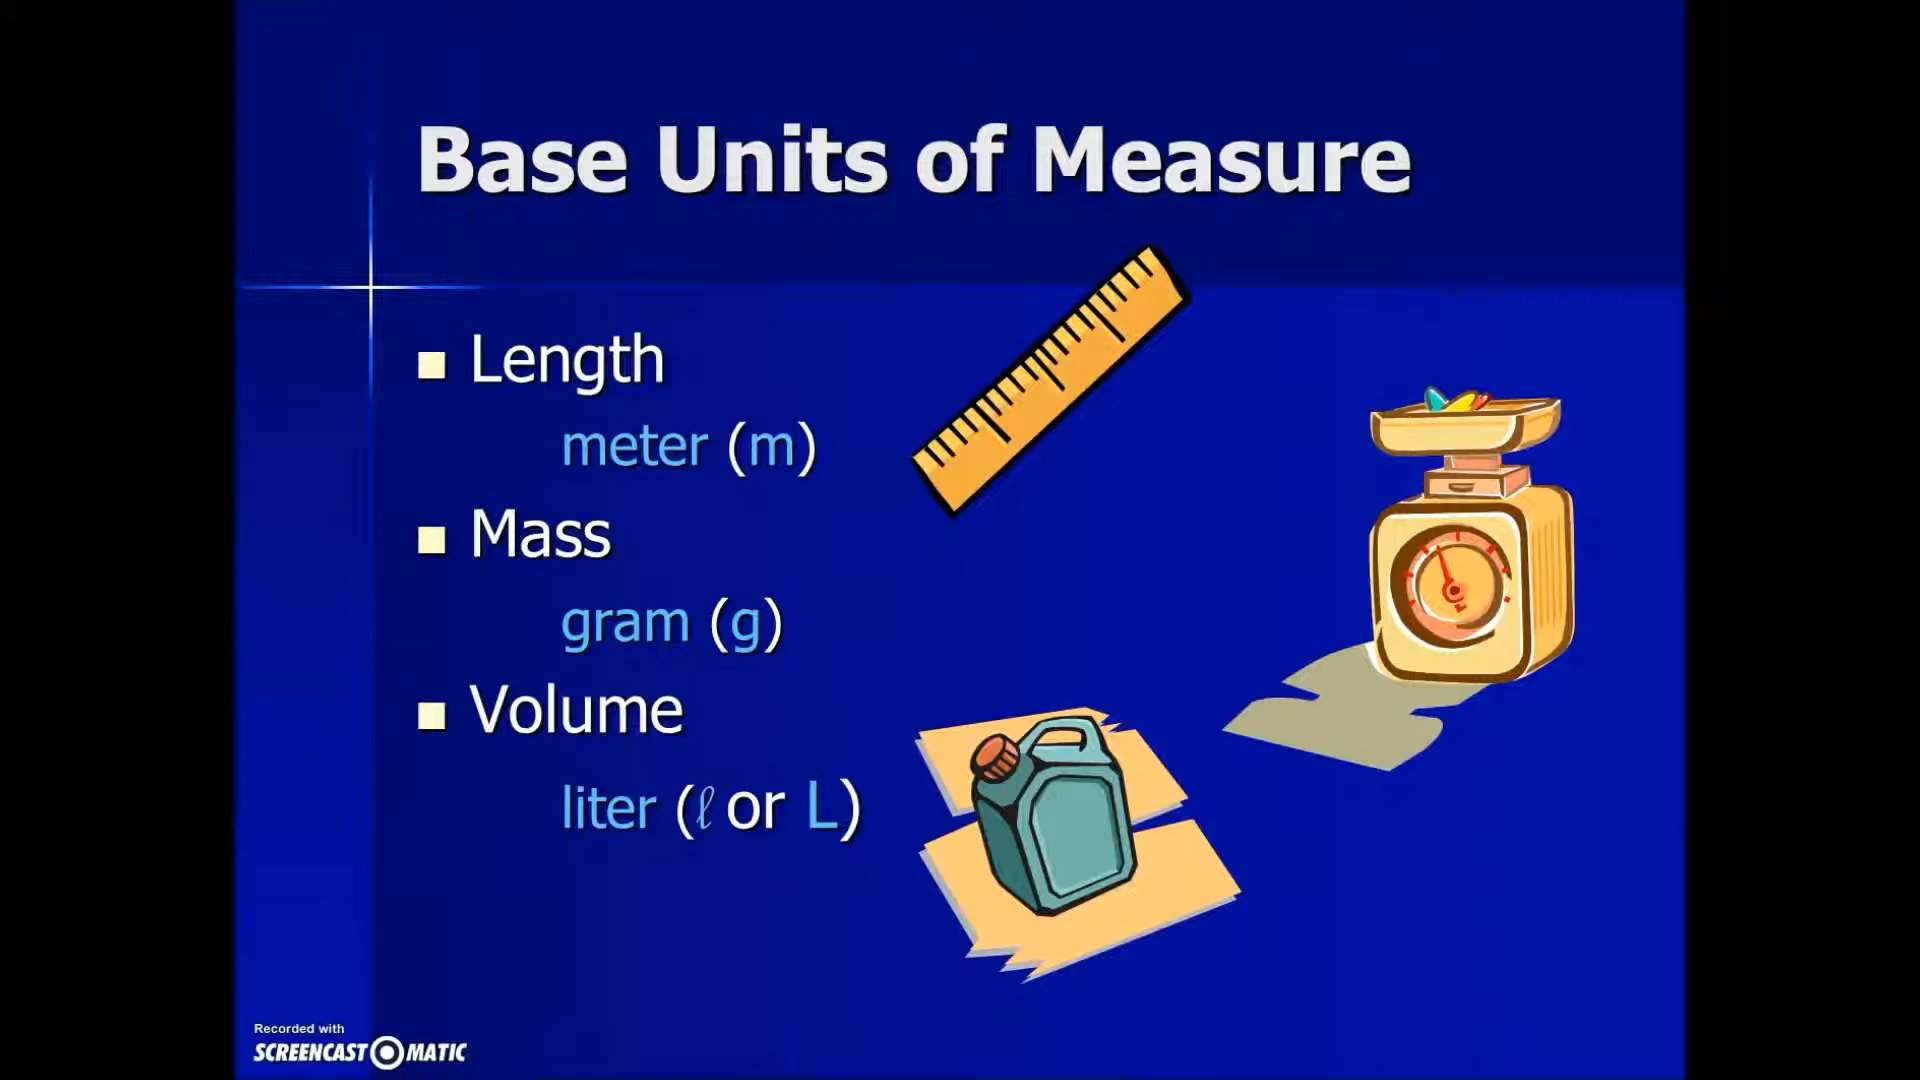 Base Units of Measure
Length
meter (m)
Mass
gram (g)
Volume
liter (ℓ or L)
Recorded with
SCREENCAST O MATIC